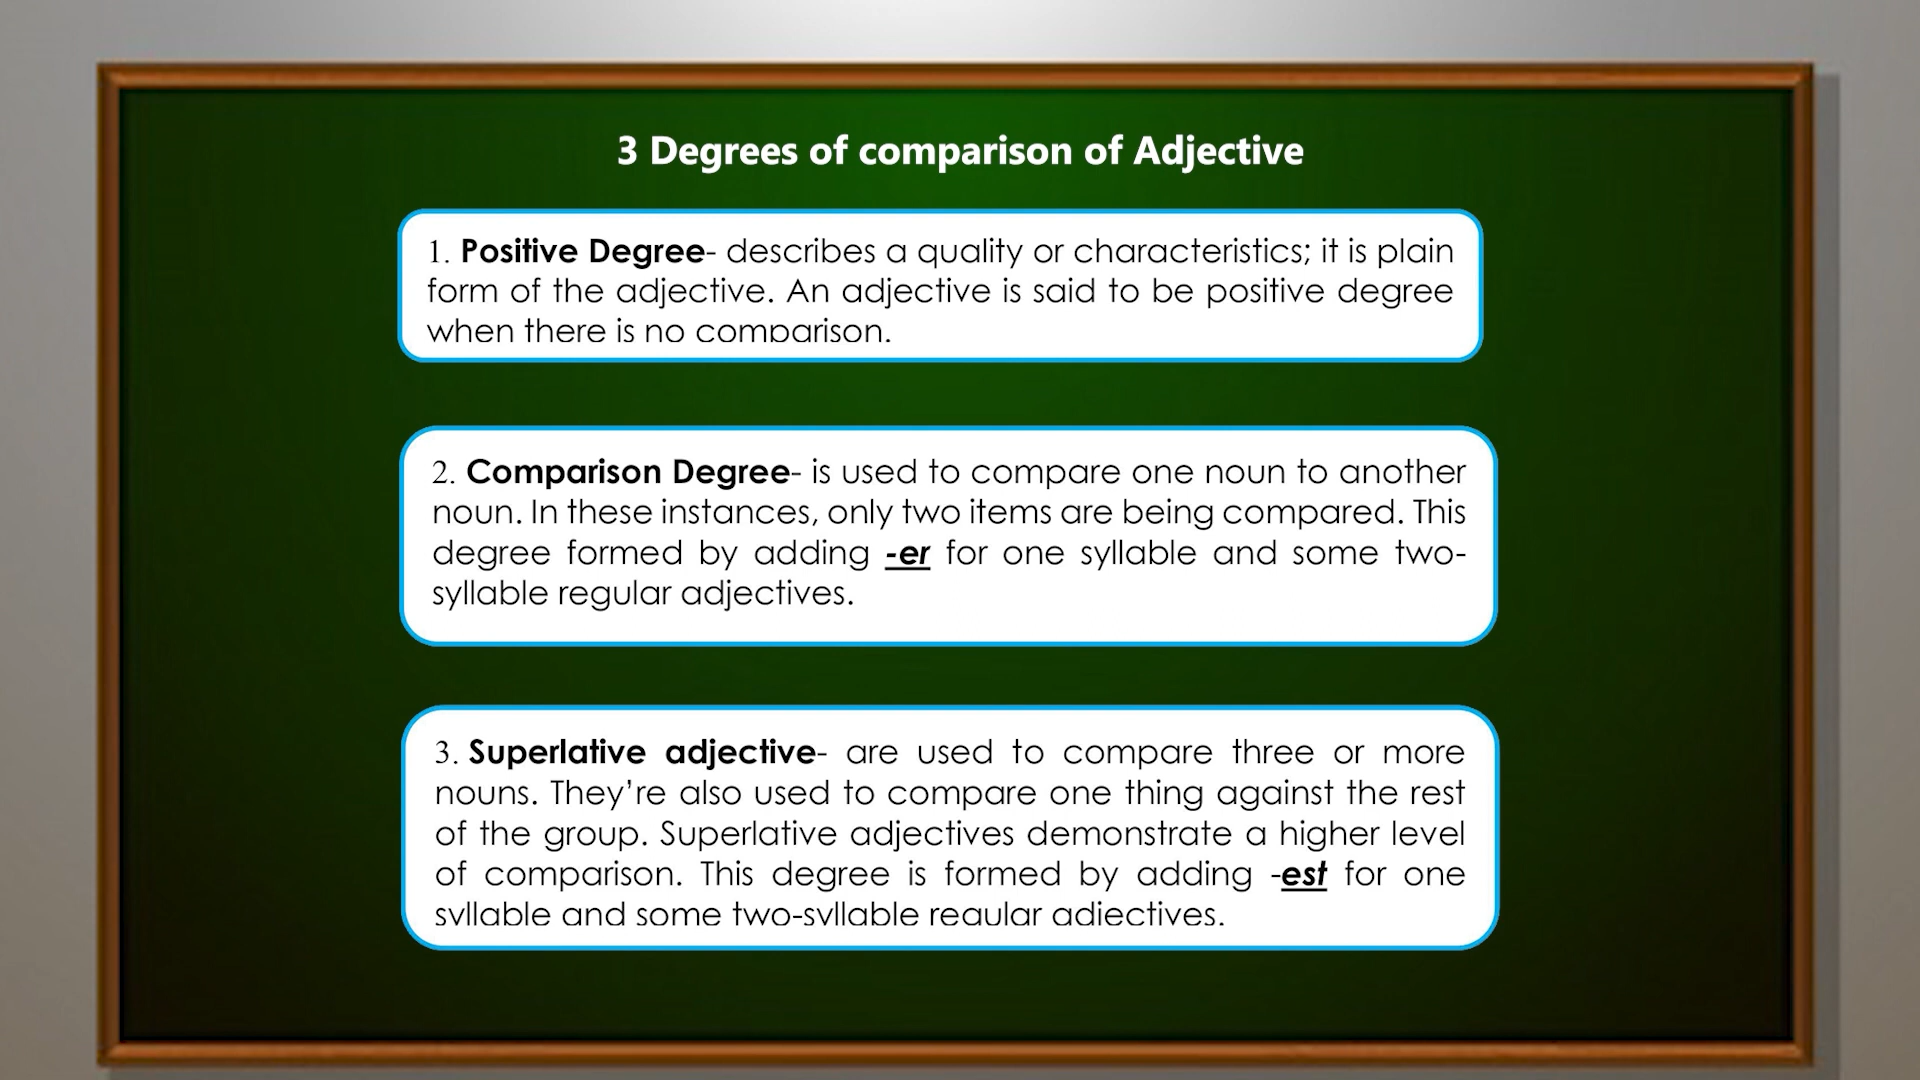 3 Degrees of comparison of Adjective
1. Positive Degree- describes a quality or characteristics; it is plain
form of the adjective. An adjective is said to be positive degree
when there is no comparison.
2. Comparison Degree- is used to compare one noun to another
noun. In these instances, only two items are being compared. This
degree formed by adding -er for one syllable and some two-
syllable regular adjectives.
3. Superlative adjective- are used to compare three or more
nouns. They’re also used to compare one thing against the rest
of the group. Superlative adjectives demonstrate a higher level
of comparison. This degree is formed by adding -est for one
syllable and some two-syllable regular adjectives.